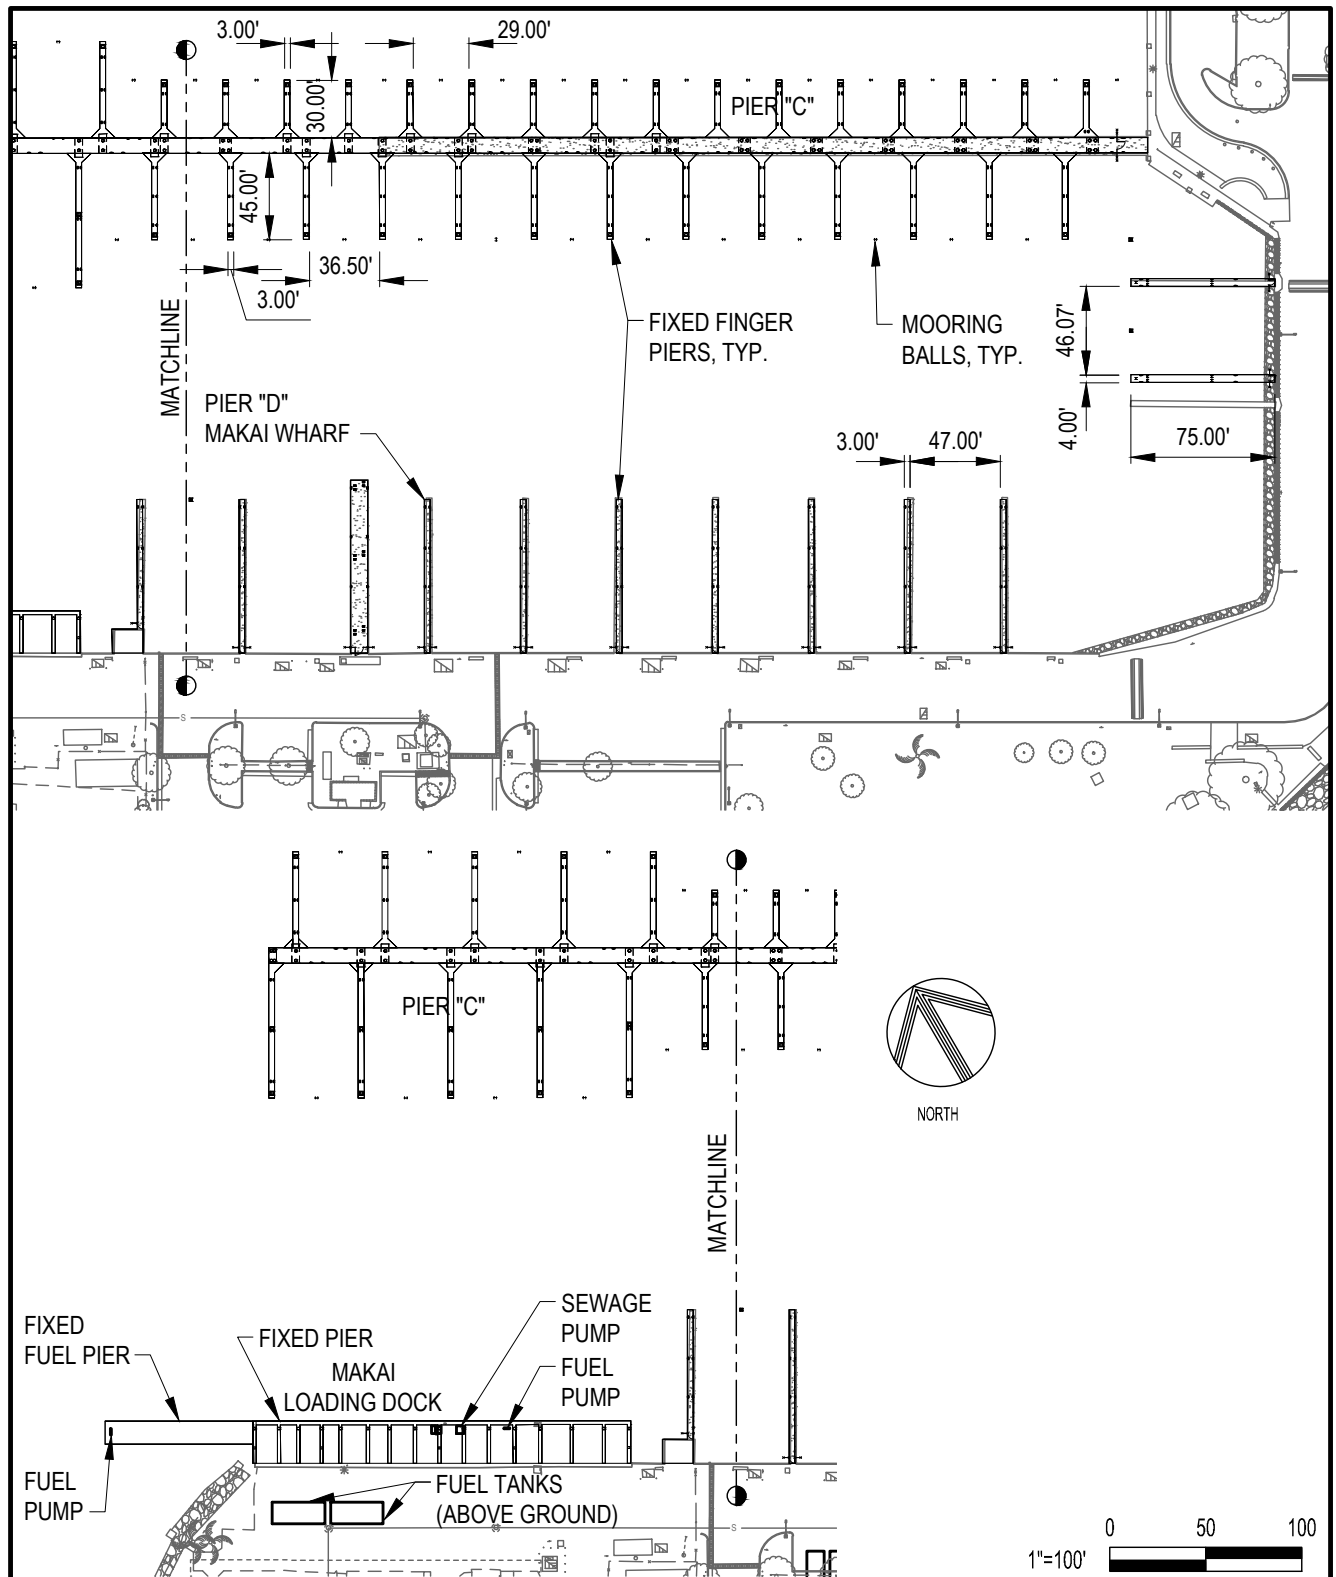 3.00'
29.00'
30.00'
PIER "C"
45.00'
36.50'
3.00'
MATCHLINE
FIXED FINGER
PIERS, TYP.
MOORING
BALLS, TYP.
46.07'
4.00'
75.00'
PIER "D"
MAKAI WHARF
3.00'
47.00'
S
PIER "C"
NORTH
MATCHLINE
SEWAGE
PUMP
FIXED
FUEL PIER
FIXED PIER
MAKAI
LOADING DOCK
FUEL
PUMP
FUEL
PUMP
FUEL TANKS
(ABOVE GROUND)
S
0 50 100
1"=100'